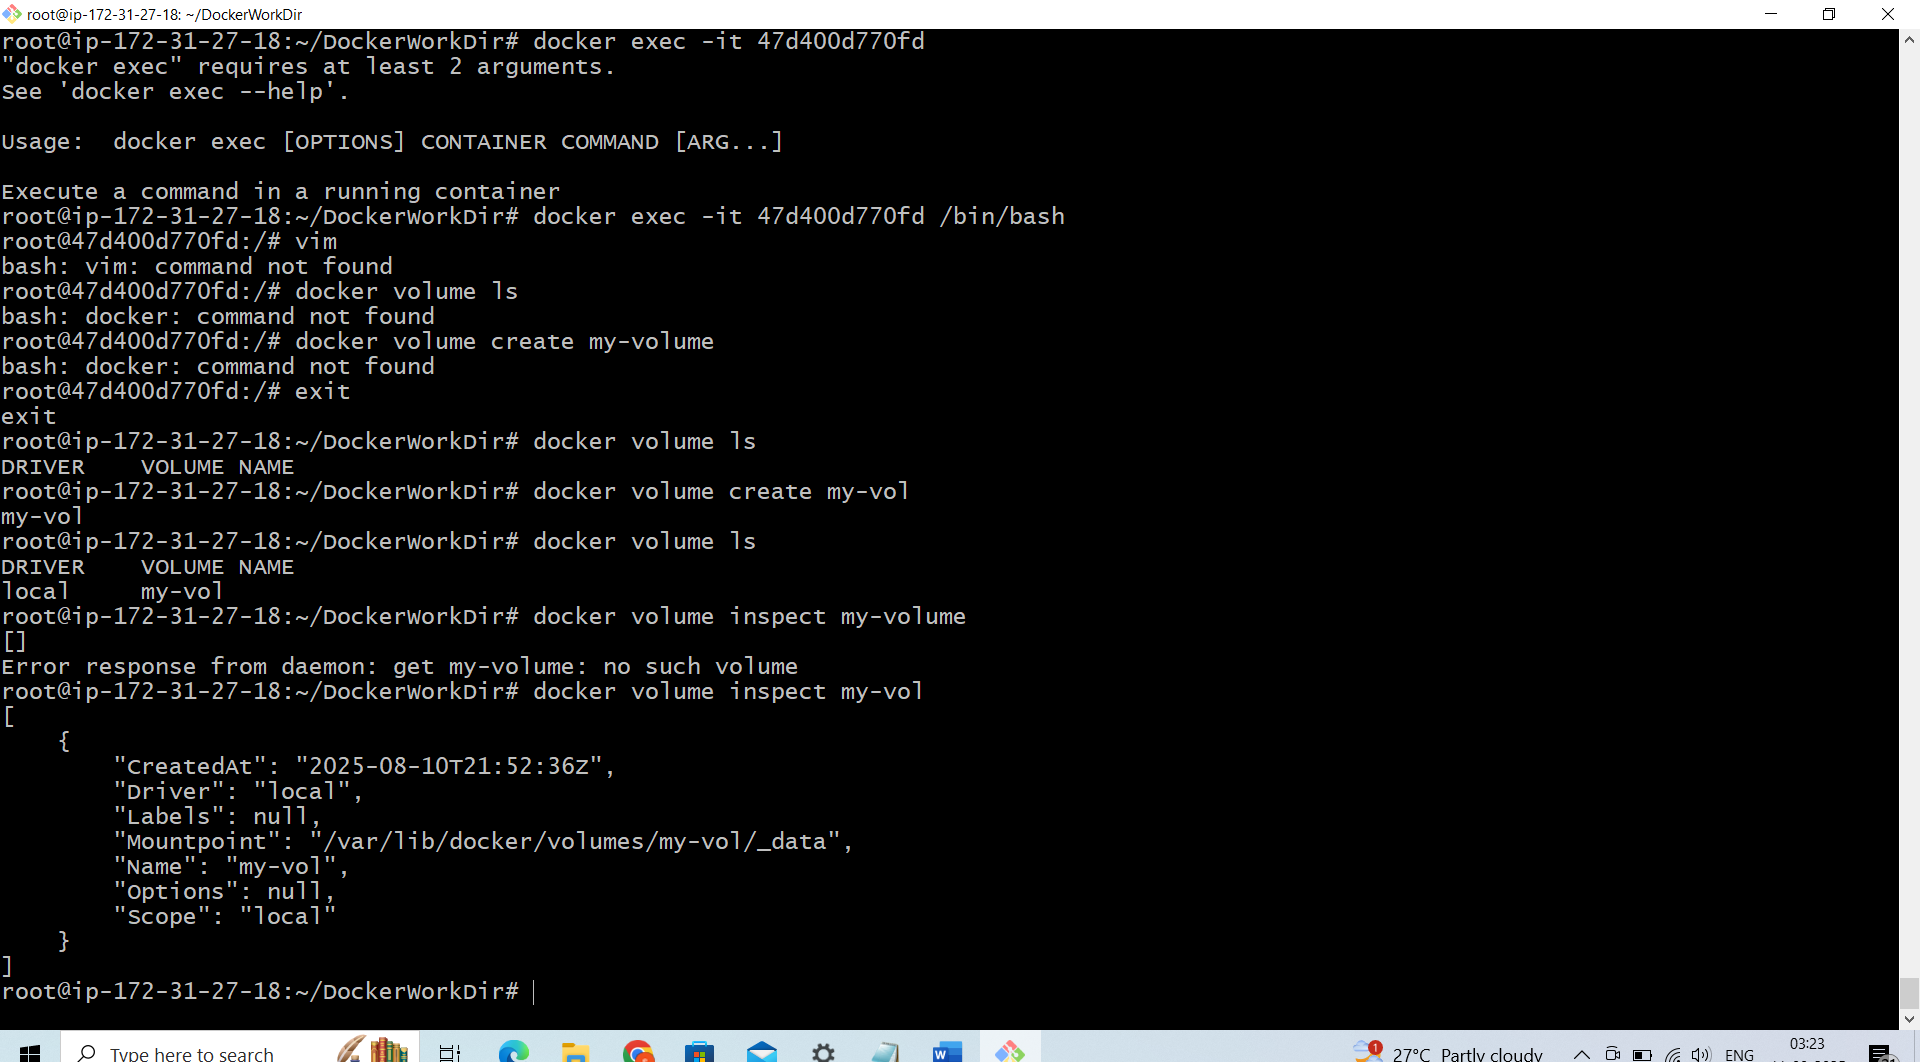 root@ip-172-31-27-18: ~/DockerWorkDir
root@ip-172-31-27-18:~/DockerWorkDir# docker exec -it 47d400d770fd
"docker exec" requires at least 2 arguments.
See 'docker exec --help'.
Usage:  docker exec [OPTIONS] CONTAINER COMMAND [ARG...]
Execute a command in a running container
root@ip-172-31-27-18:~/DockerWorkDir# docker exec -it 47d400d770fd /bin/bash
root@47d400d770fd:/# vim
bash: vim: command not found
root@47d400d770fd:/# docker volume ls
bash: docker: command not found
root@47d400d770fd:/# docker volume create my-volume
bash: docker: command not found
root@47d400d770fd:/# exit
exit
root@ip-172-31-27-18:~/DockerWorkDir# docker volume ls
DRIVER    VOLUME NAME
root@ip-172-31-27-18:~/DockerWorkDir# docker volume create my-vol
my-vol
root@ip-172-31-27-18:~/DockerWorkDir# docker volume ls
DRIVER    VOLUME NAME
local     my-vol
root@ip-172-31-27-18:~/DockerWorkDir# docker volume inspect my-volume
[]
Error response from daemon: get my-volume: no such volume
root@ip-172-31-27-18:~/DockerWorkDir# docker volume inspect my-vol
[
    {
        "CreatedAt": "2025-08-10T21:52:36Z",
        "Driver": "local",
        "Labels": null,
        "Mountpoint": "/var/lib/docker/volumes/my-vol/_data",
        "Name": "my-vol",
        "Options": null,
        "Scope": "local"
    }
]
root@ip-172-31-27-18:~/DockerWorkDir#
Type here to search
1
27°C  Partly cloudy
ENG
03:23